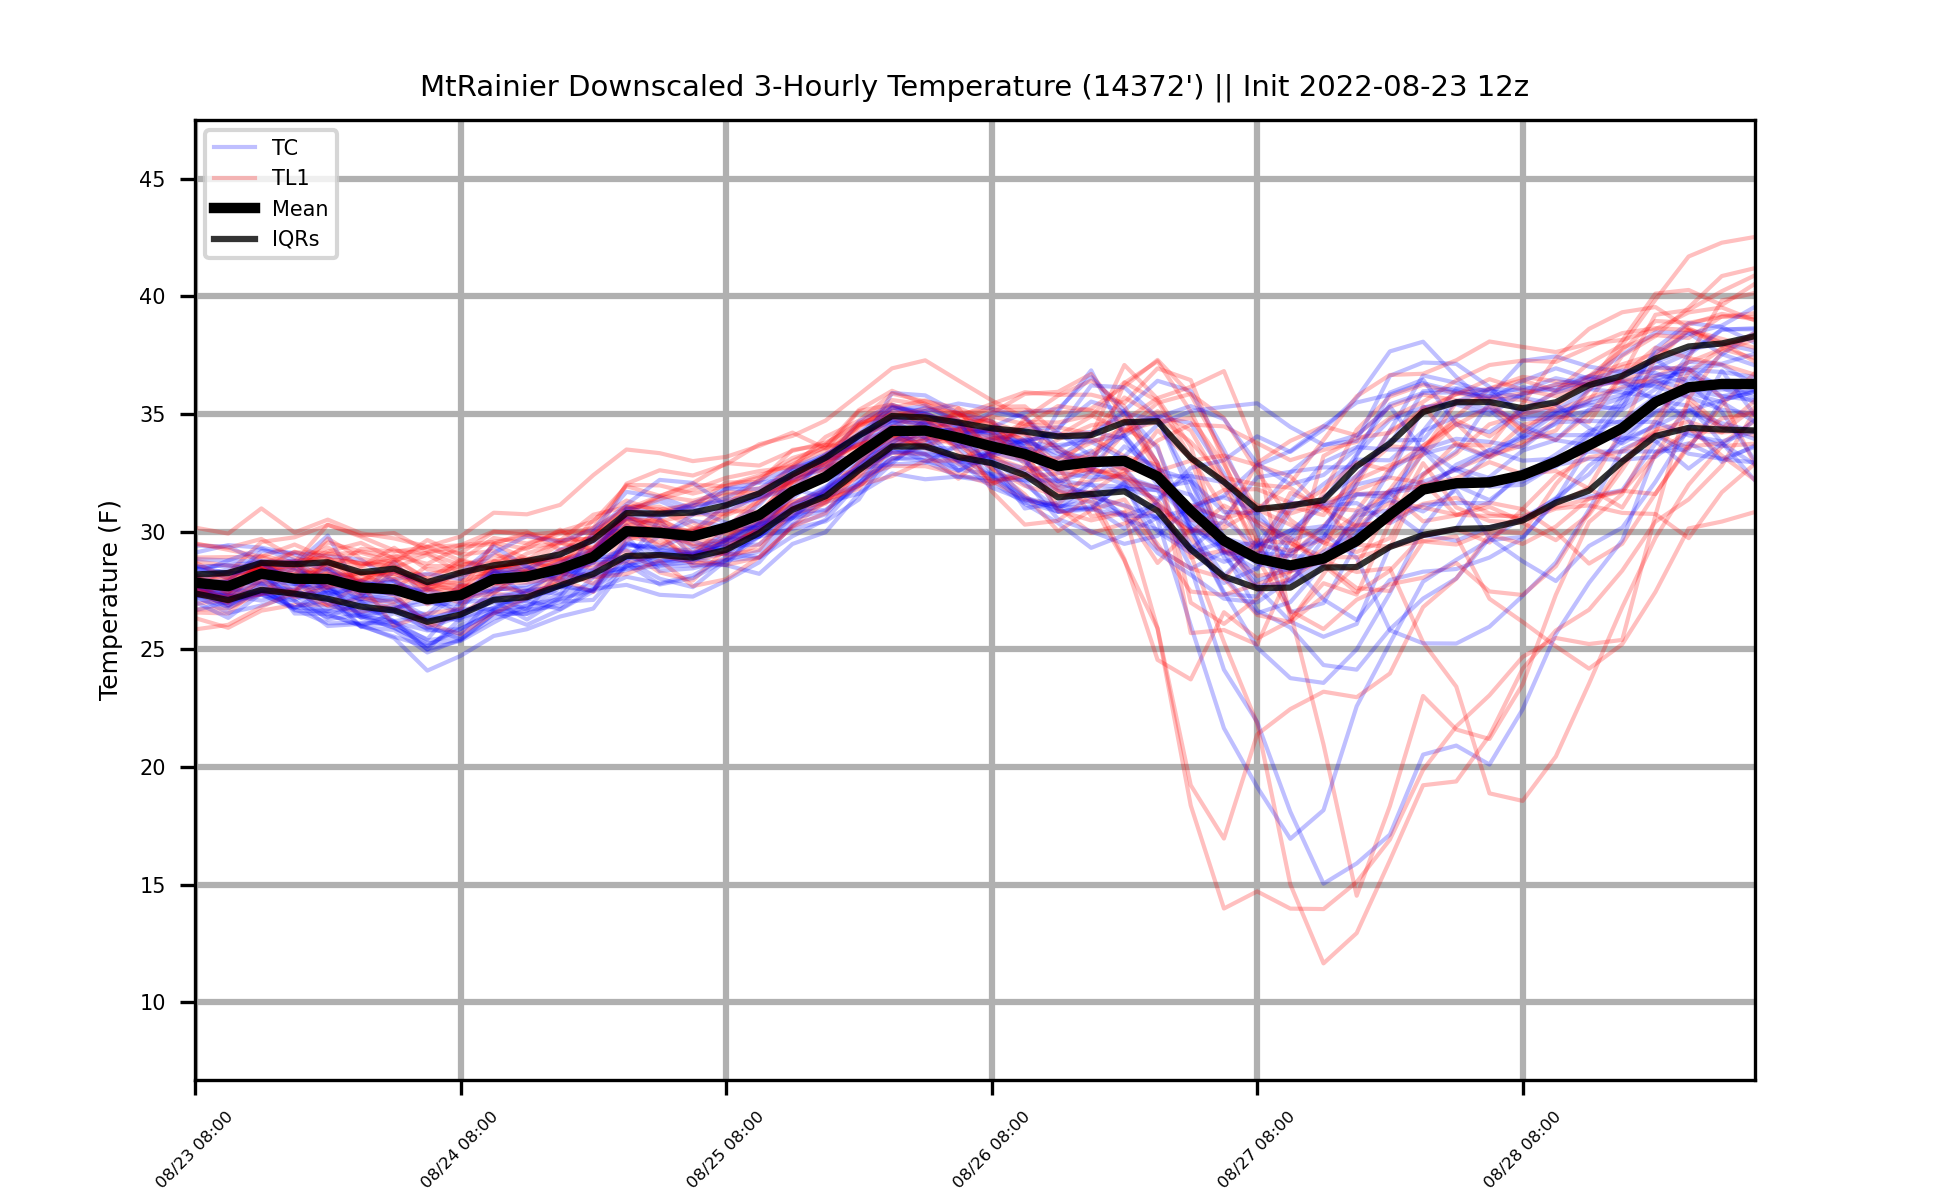 MtRainier Downscaled 3-Hourly Temperature (14372') || Init 2022-08-23 12z
TC
TL1
Mean
IQRs
Temperature (F)
45
40
35
30
25
20
15
10
08/23 08:00
08/24 08:00
08/25 08:00
08/26 08:00
08/27 08:00
08/28 08:00